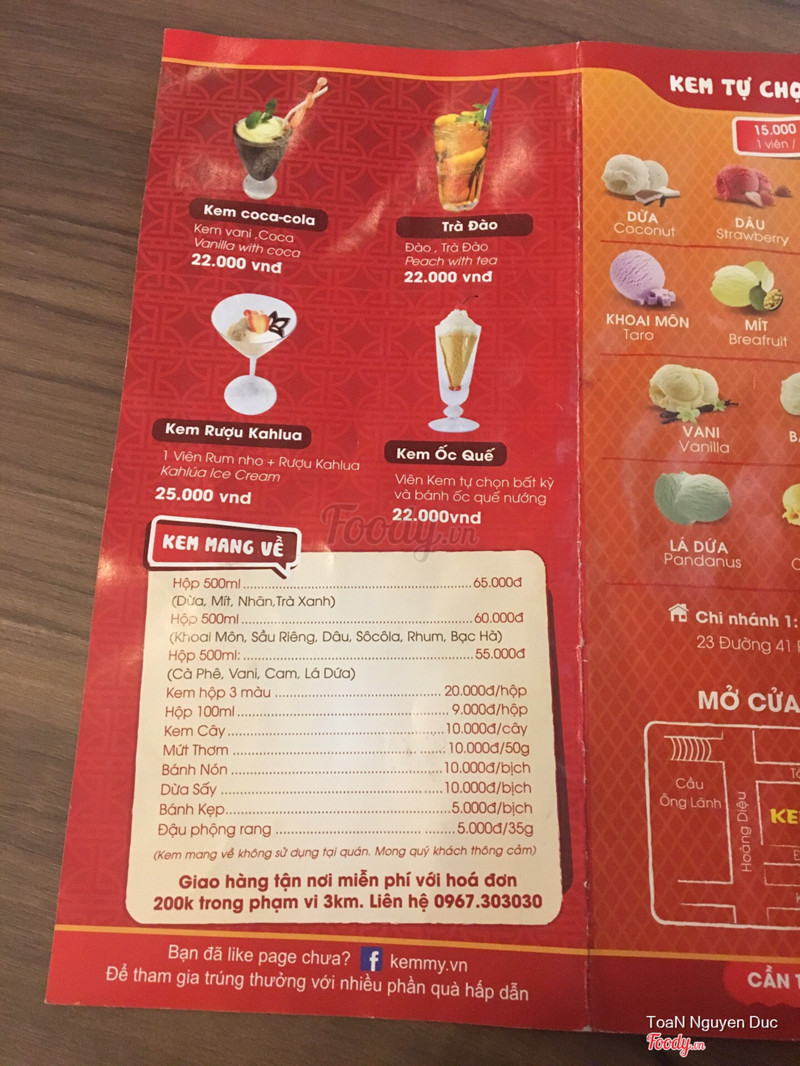 Kem coca-cola
Kem vani ,Coca
Vanilla with coca
22.000 vnđ
Trà Đào
Đào , Trà Đào
Peach with tea
22.000 vnđ
Kem Rượu Kahlua
1 Viên Rum nho + Rượu Kahlua
Kahlúa Ice Cream
25.000 vnđ
Kem Ốc Quế
Viên Kem tự chọn bất kỳ
và bánh ốc quế nướng
22.000vnđ
Foody.vn
KEM MANG VỀ
Hộp 500ml........65.000đ
(Dừa, Mít, Nhãn,Trà Xanh)
Hộp 500ml........60.000đ
(Khoai Môn, Sầu Riêng, Dâu, Sôcôla, Rhum, Bạc Hà)
Hộp 500ml:........55.000đ
(Cà Phê, Vani, Cam, Lá Dứa)
Kem hộp 3 màu........20.000đ/hộp
Hộp 100ml........9.000đ/hộp
Kem Cây........10.000đ/cây
Mứt Thơm........10.000đ/50g
Bánh Nón........10.000đ/bịch
Dừa Sấy........10.000đ/bịch
Bánh Kẹp........5.000đ/bịch
Đậu phộng rang........5.000đ/35g
(Kem mang về không sử dụng tại quán. Mong quý khách thông cảm)
Giao hàng tận nơi miễn phí với hoá đơn
200k trong phạm vi 3km. Liên hệ 0967.303030
Bạn đã like page chưa? f kemmy.vn
Để tham gia trúng thưởng với nhiều phần quà hấp dẫn
KEM TỰ CHỌ
15.000
1 viên /
DỪA
Coconut
DÂU
Strawberry
KHOAI MÔN
Taro
MÍT
Breafruit
VANI
Vanilla
LÁ DỨA
Pandanus
Chi nhánh 1:
23 Đường 41
MỞ CỬA
Cầu
Ông Lãnh
Hoàng Diệu
KE
CẦN
ToaN Nguyen Duc
Foody.vn